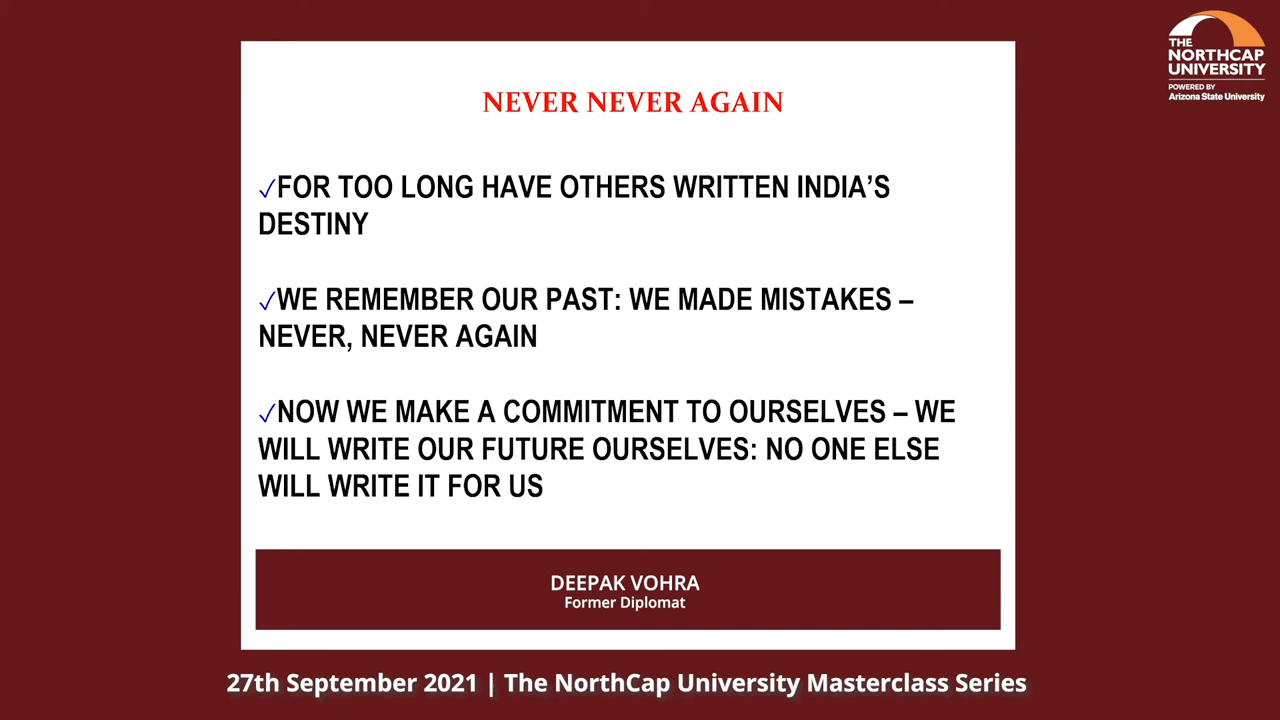 THE
NORTHCAP
UNIVERSITY
POWERED BY
Arizona State University
NEVER NEVER AGAIN
✓FOR TOO LONG HAVE OTHERS WRITTEN INDIA’S
DESTINY
✓WE REMEMBER OUR PAST: WE MADE MISTAKES –
NEVER, NEVER AGAIN
✓NOW WE MAKE A COMMITMENT TO OURSELVES – WE
WILL WRITE OUR FUTURE OURSELVES: NO ONE ELSE
WILL WRITE IT FOR US
DEEPAK VOHRA
Former Diplomat
27th September 2021 | The NorthCap University Masterclass Series